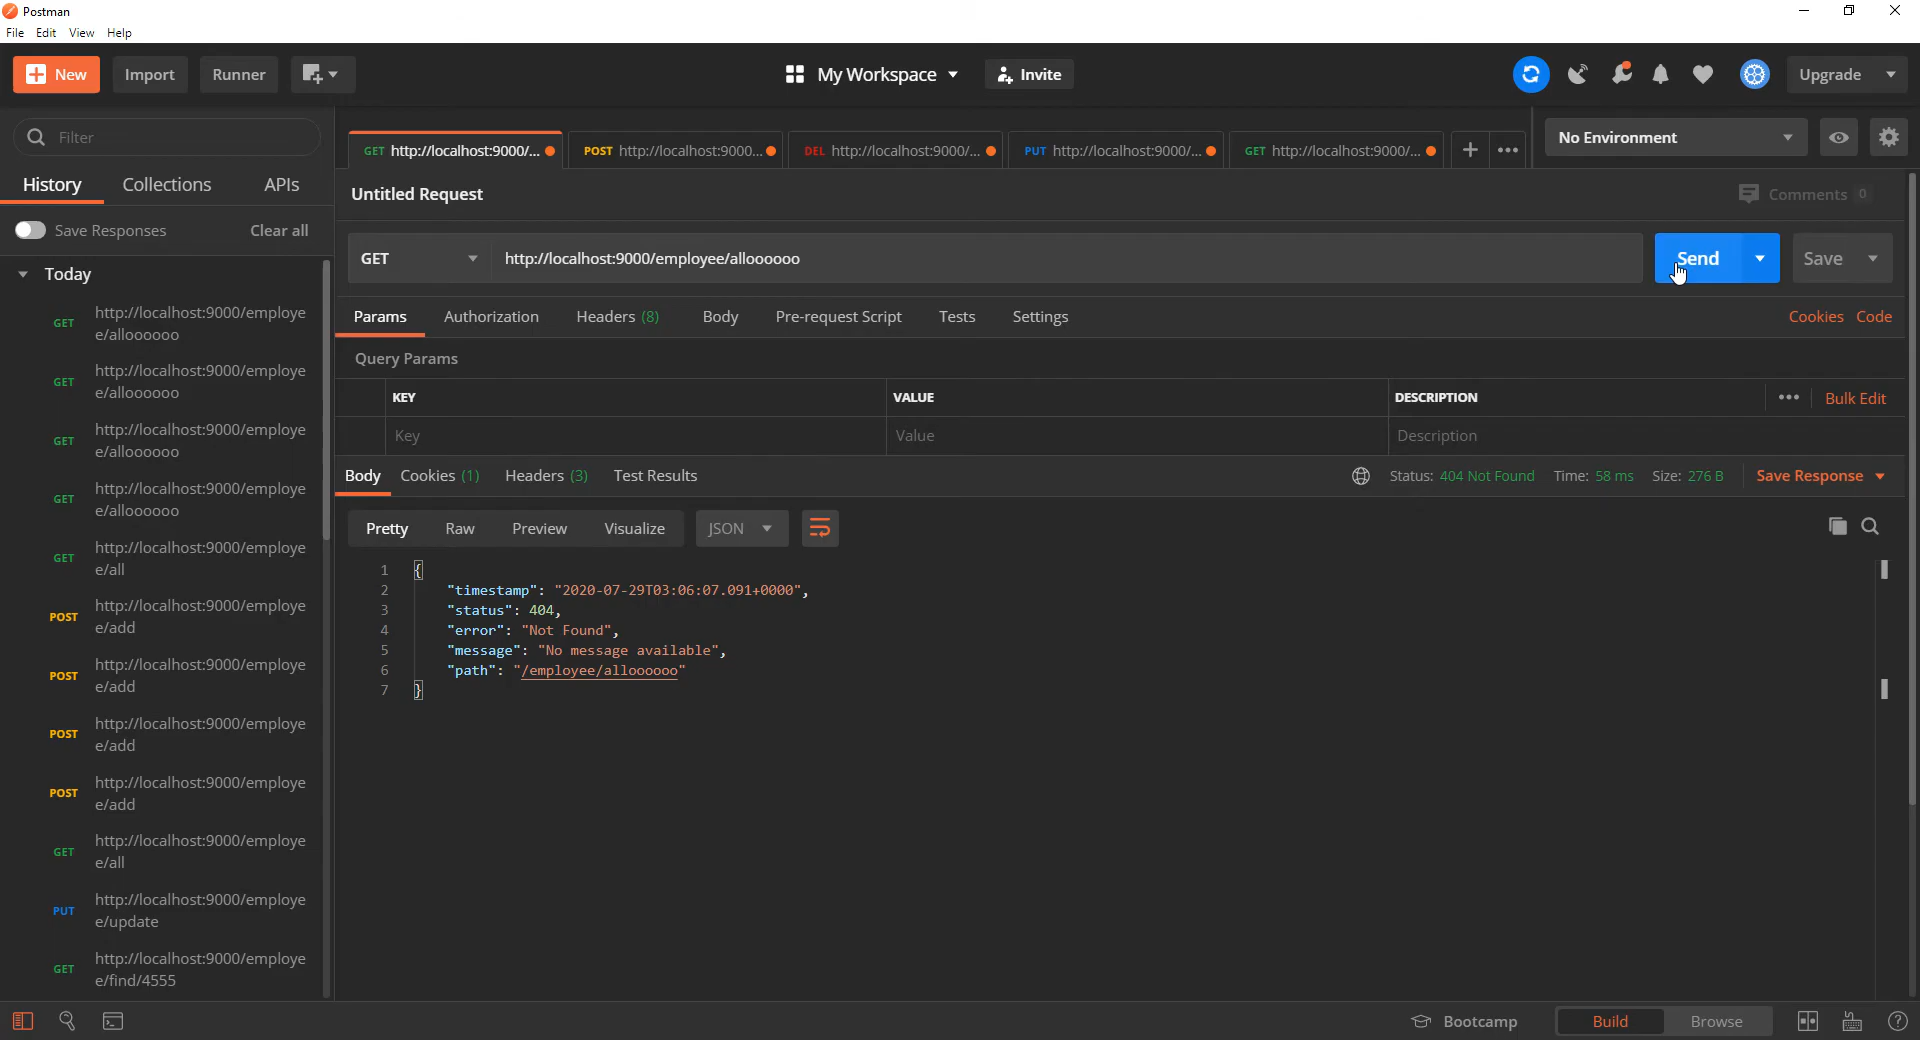 Postman
File Edit View Help
New Import Runner My Workspace Invite Upgrade
Filter
History Collections APIs
Save Responses Clear all
Today
GET http://localhost:9000/employe
e/alloooooo
GET http://localhost:9000/employe
e/alloooooo
GET http://localhost:9000/employe
e/alloooooo
GET http://localhost:9000/employe
e/alloooooo
GET http://localhost:9000/employe
e/all
POST http://localhost:9000/employe
e/add
POST http://localhost:9000/employe
e/add
POST http://localhost:9000/employe
e/add
POST http://localhost:9000/employe
e/add
GET http://localhost:9000/employe
e/all
PUT http://localhost:9000/employe
e/update
GET http://localhost:9000/employe
e/find/4555
GET http://localhost:9000/... POST http://localhost:9000... DEL http://localhost:9000/... PUT http://localhost:9000/... GET http://localhost:9000/... + ••• No Environment
Untitled Request Comments 0
GET http://localhost:9000/employee/alloooooo Send Save
Params Authorization Headers (8) Body Pre-request Script Tests Settings Cookies Code
Query Params
KEY VALUE DESCRIPTION ••• Bulk Edit
Key Value Description
Body Cookies (1) Headers (3) Test Results Status: 404 Not Found Time: 58 ms Size: 276 B Save Response
Pretty Raw Preview Visualize JSON
1 {
2 "timestamp": "2020-07-29T03:06:07.091+0000",
3 "status": 404,
4 "error": "Not Found",
5 "message": "No message available",
6 "path": "/employee/alloooooo"
7 }
Bootcamp Build Browse